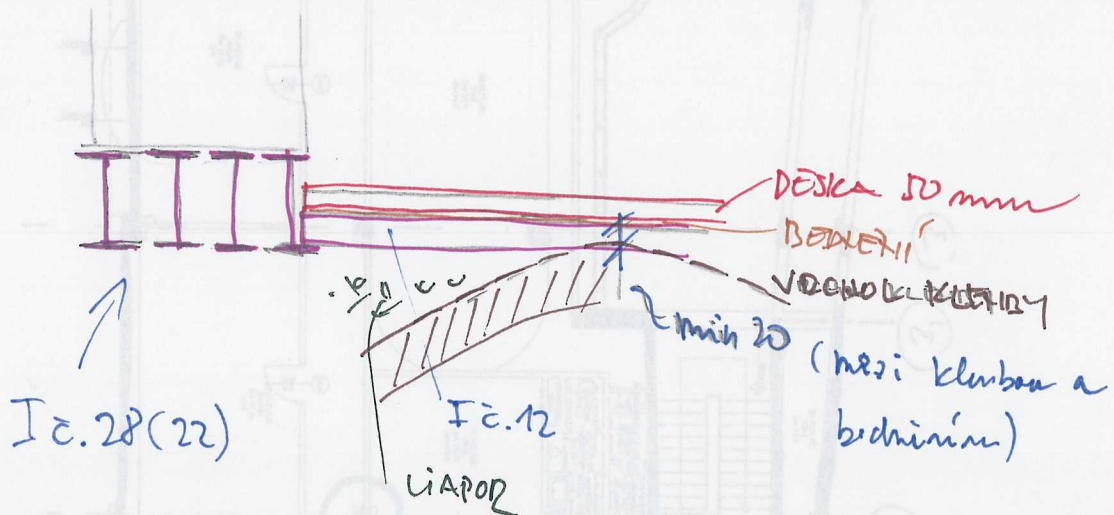 DESKA 50 mm
BEDNĚNÍ
VRCHOL KLENBY
min 20
(mezi klenbou a
bedněním)
I č.28(22)
I č.12
LIAPOR